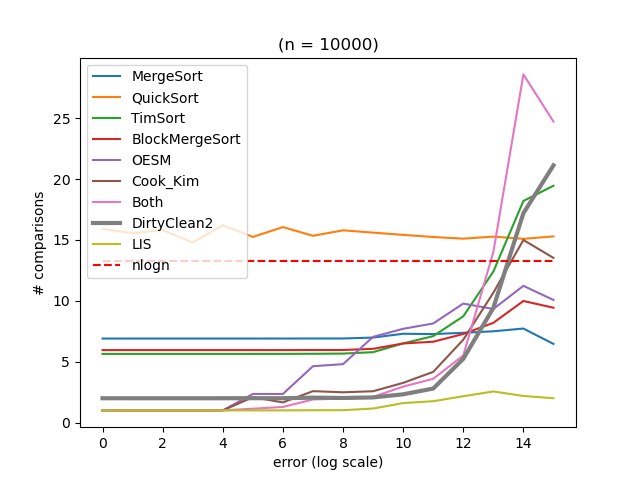 (n = 10000)
MergeSort
QuickSort
TimSort
BlockMergeSort
OESM
Cook_Kim
Both
DirtyClean2
LIS
nlogn
# comparisons
25
20
15
10
5
0
0 2 4 6 8 10 12 14
error (log scale)